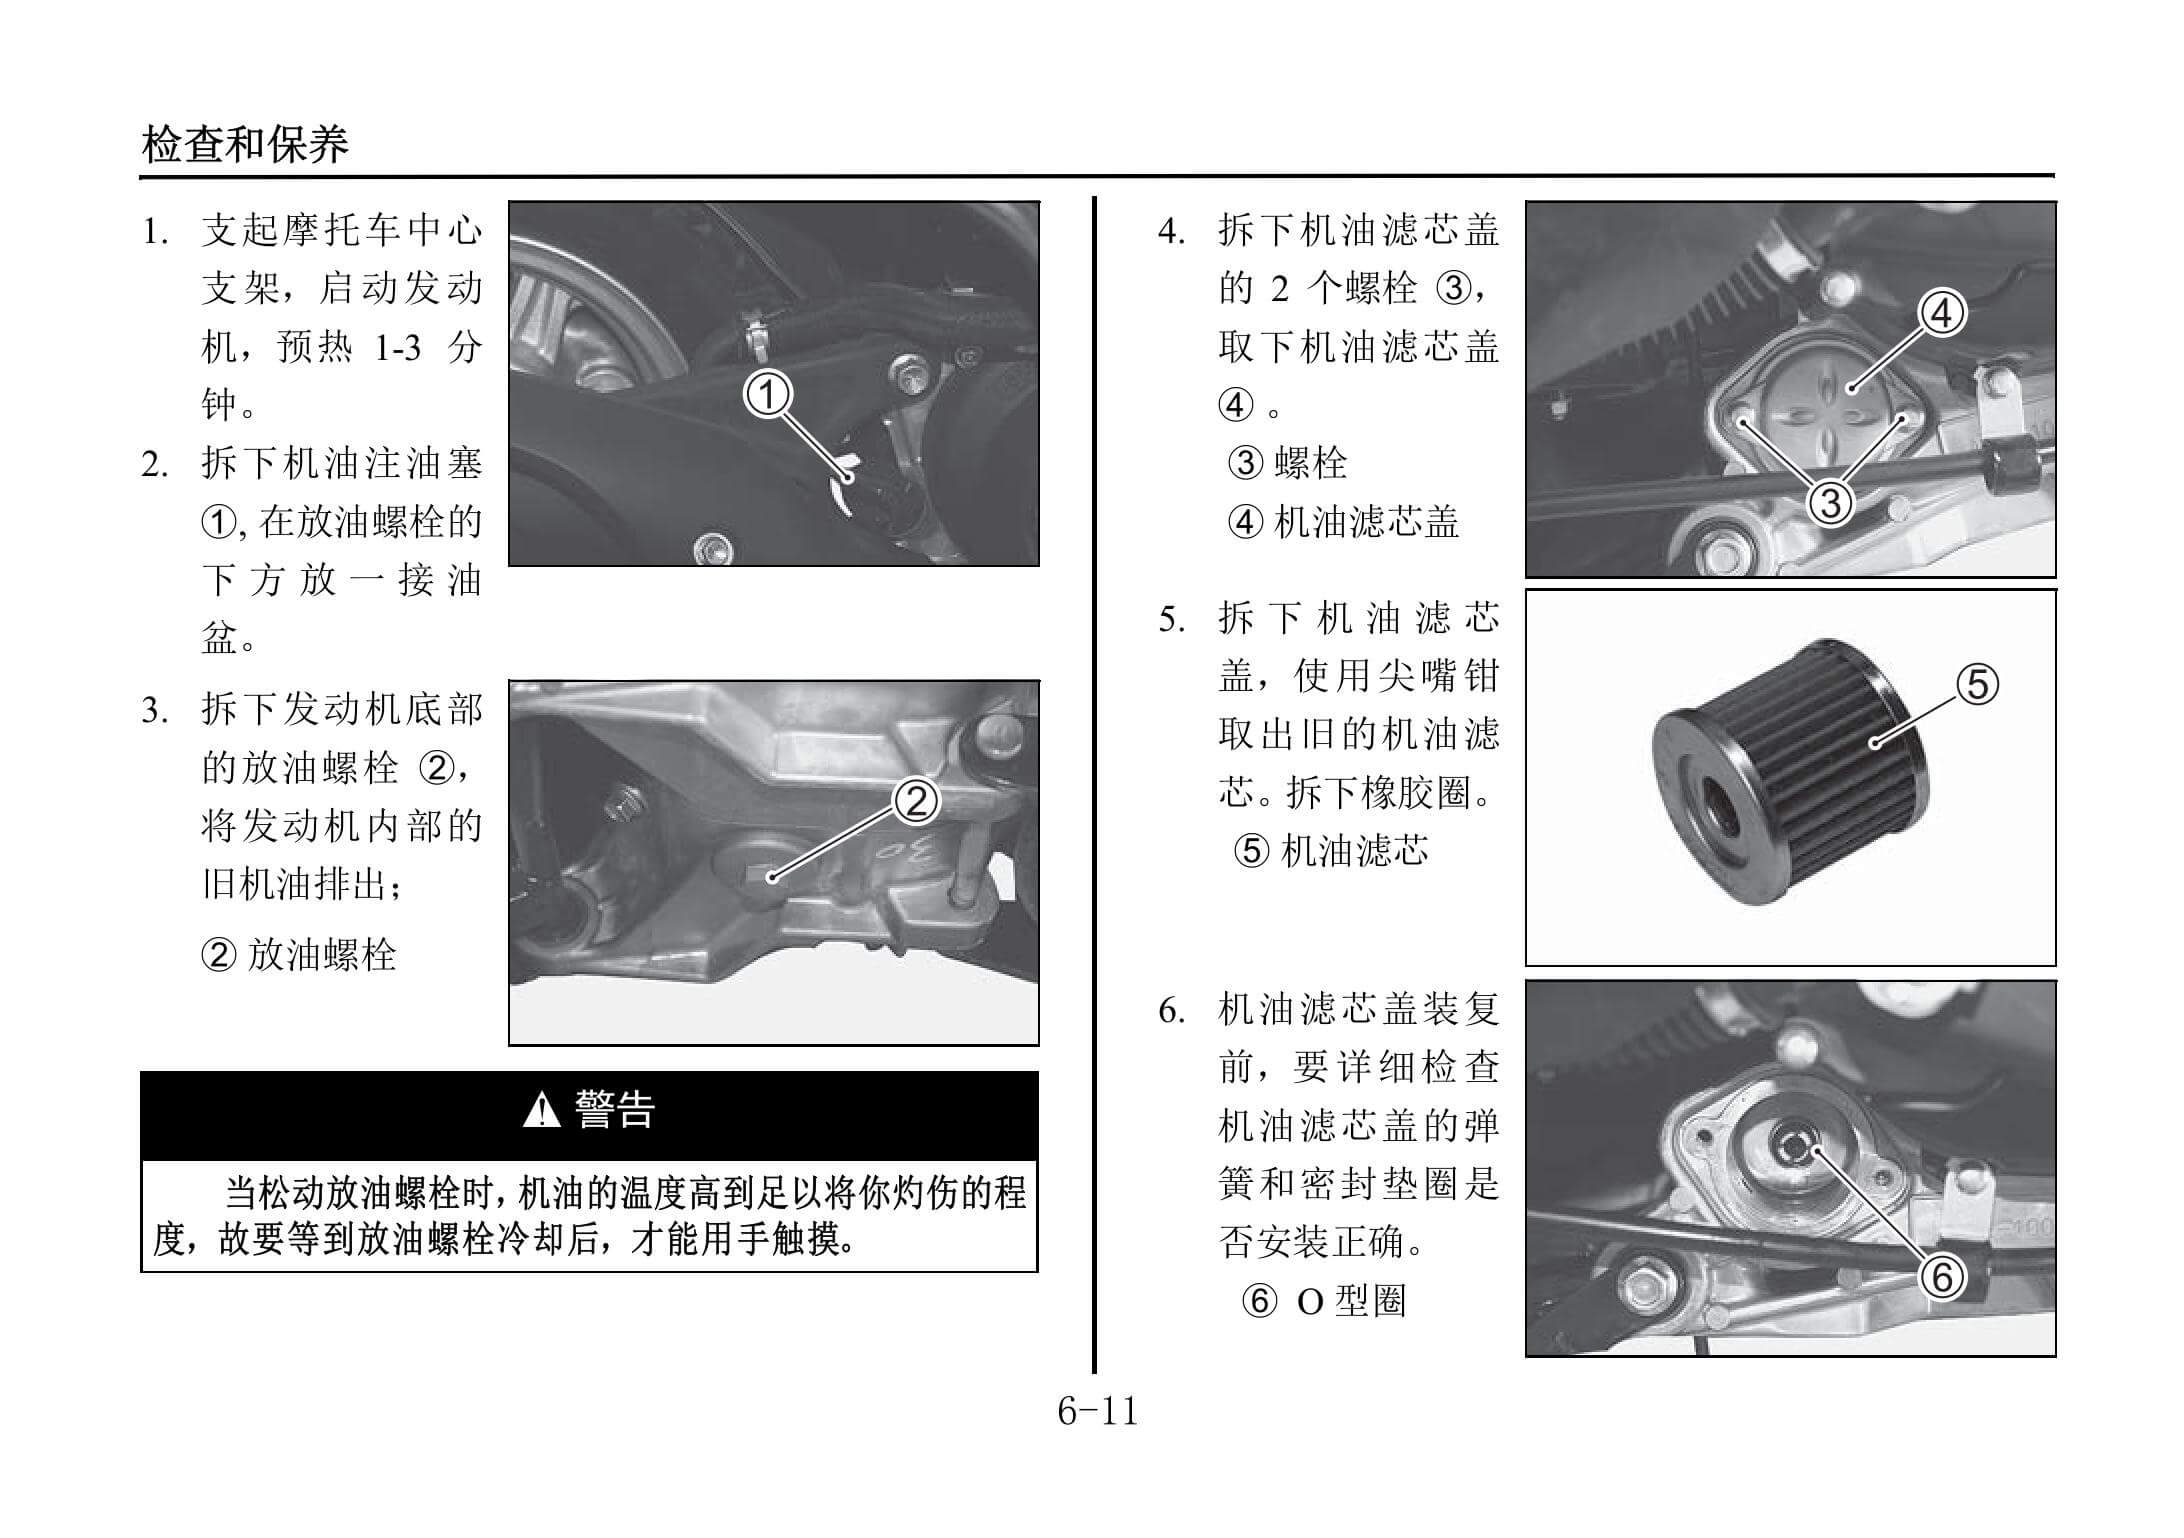 检查和保养
1. 支起摩托车中心
支架，启动发动
机，预热 1-3 分
钟。
2. 拆下机油注油塞
①, 在放油螺栓的
下方放一接油
盆。
①
3. 拆下发动机底部
的放油螺栓 ②，
将发动机内部的
旧机油排出；
② 放油螺栓
②
30
警告
当松动放油螺栓时，机油的温度高到足以将你灼伤的程
度，故要等到放油螺栓冷却后，才能用手触摸。
4. 拆下机油滤芯盖
的 2 个螺栓 ③，
取下机油滤芯盖
④ 。
③ 螺栓
④ 机油滤芯盖
④
③
5. 拆下机油滤芯
盖，使用尖嘴钳
取出旧的机油滤
芯。拆下橡胶圈。
⑤ 机油滤芯
⑤
6. 机油滤芯盖装复
前，要详细检查
机油滤芯盖的弹
簧和密封垫圈是
否安装正确。
⑥ O 型圈
⑥
6-11